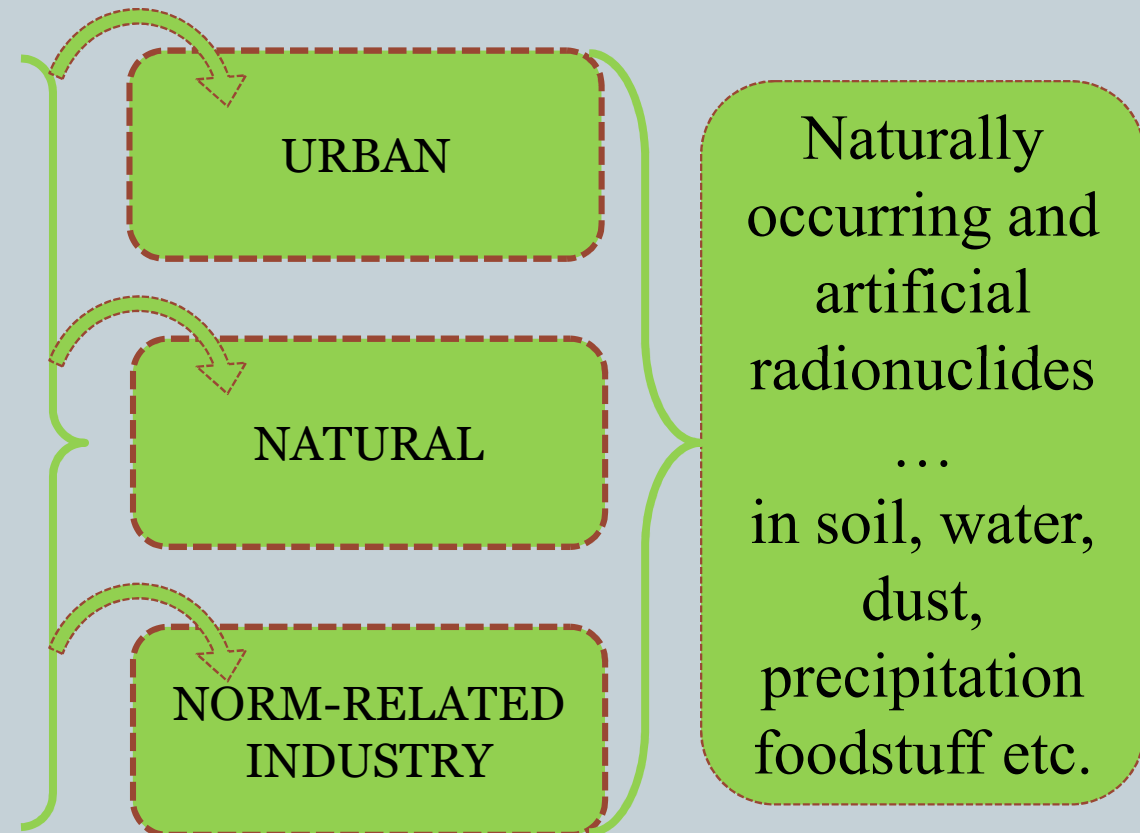 URBAN
NATURAL
NORM-RELATED
INDUSTRY
Naturally
occurring and
artificial
radionuclides
…
in soil, water,
dust,
precipitation
foodstuff etc.